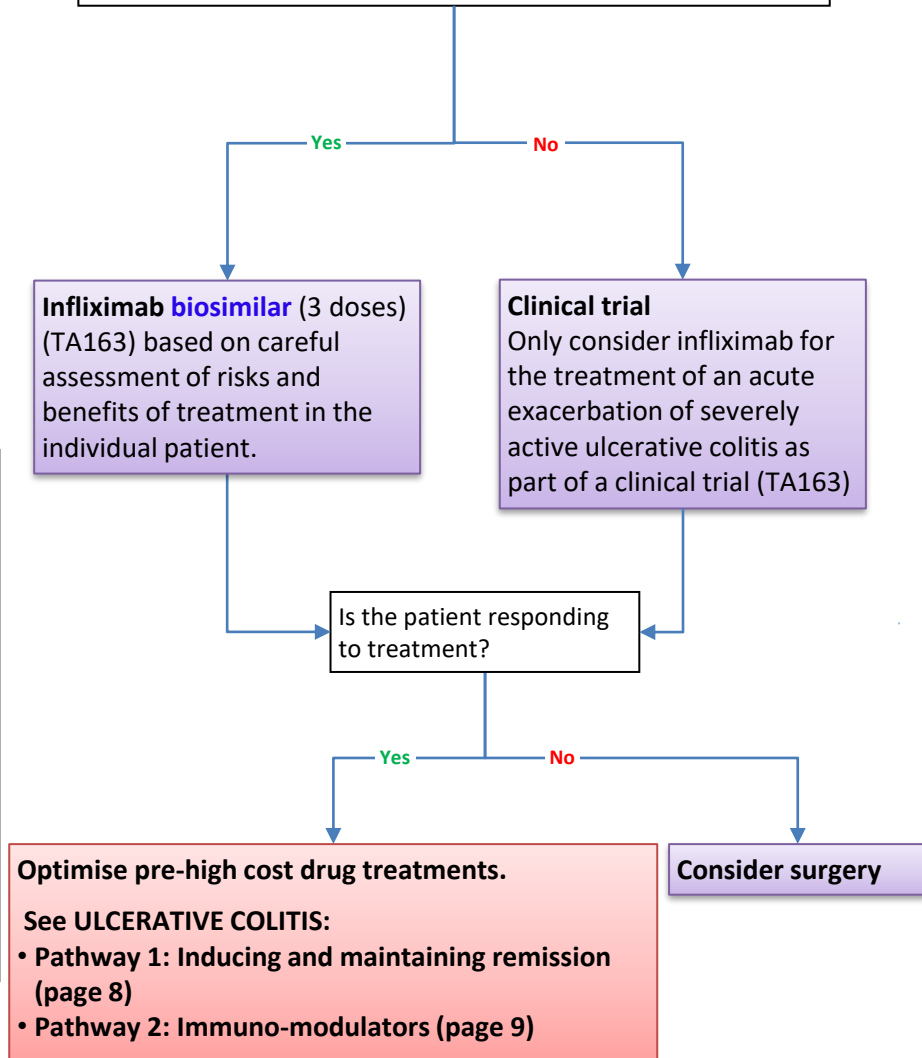 Yes
No
Infliximab biosimilar (3 doses)
(TA163) based on careful
assessment of risks and
benefits of treatment in the
individual patient.
Clinical trial
Only consider infliximab for
the treatment of an acute
exacerbation of severely
active ulcerative colitis as
part of a clinical trial (TA163)
Is the patient responding
to treatment?
Yes
No
Optimise pre-high cost drug treatments.
See ULCERATIVE COLITIS:
• Pathway 1: Inducing and maintaining remission
(page 8)
• Pathway 2: Immuno-modulators (page 9)
Consider surgery